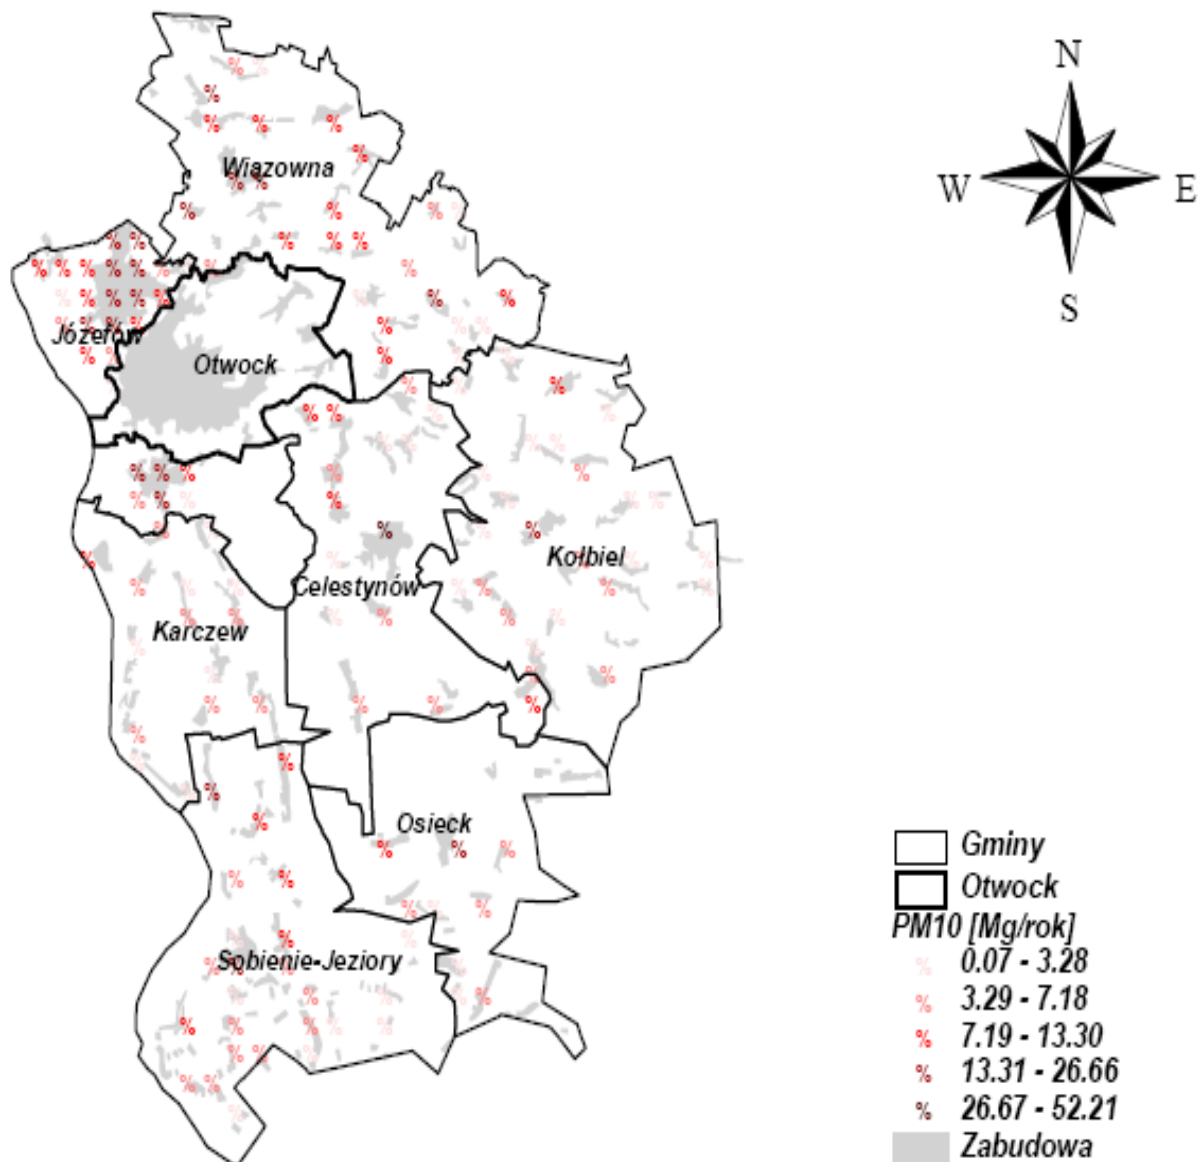 N
W E
S
Wiązowna
Józefów
Otwock
Kołbiel
Celestynów
Karczew
Osieck
Sobienie-Jeziory
Gminy
Otwock
PM10 [Mg/rok]
% 0.07 - 3.28
% 3.29 - 7.18
% 7.19 - 13.30
% 13.31 - 26.66
% 26.67 - 52.21
Zabudowa